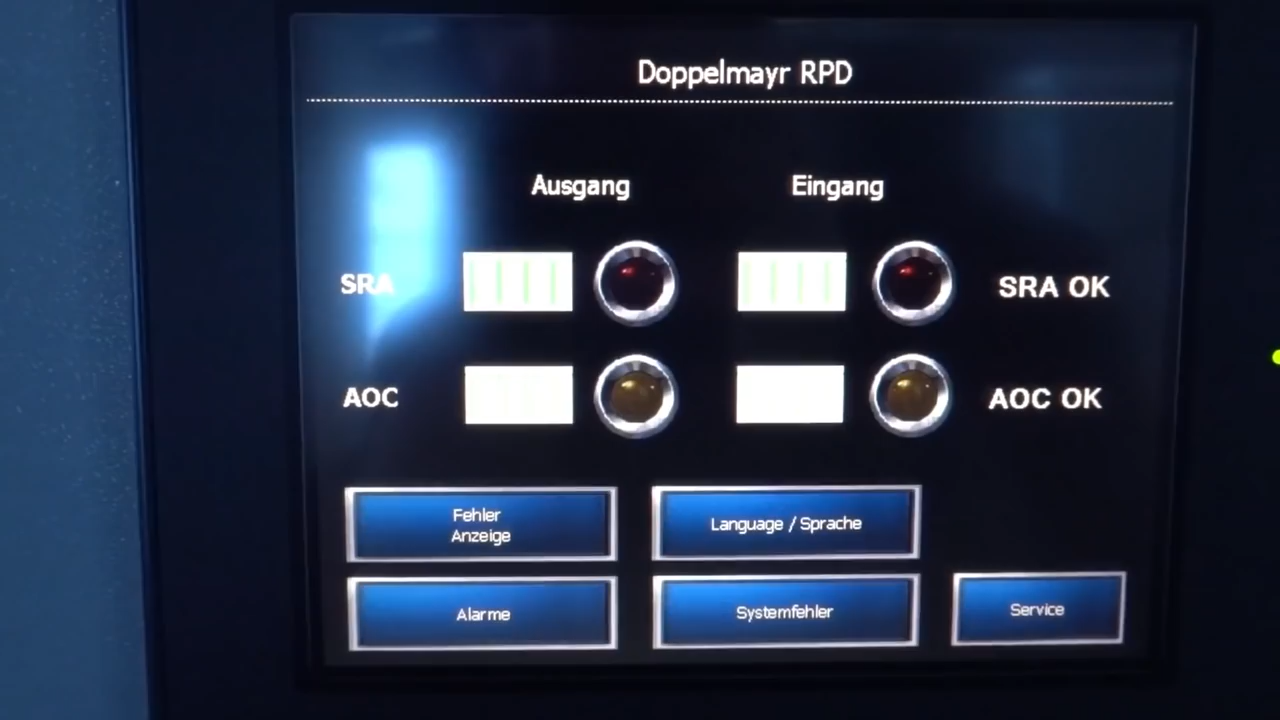 Doppelmayr RPD
Ausgang Eingang
SRA SRA OK
AOC AOC OK
Fehler
Anzeige
Language / Sprache
Alarme
Systemfehler
Service